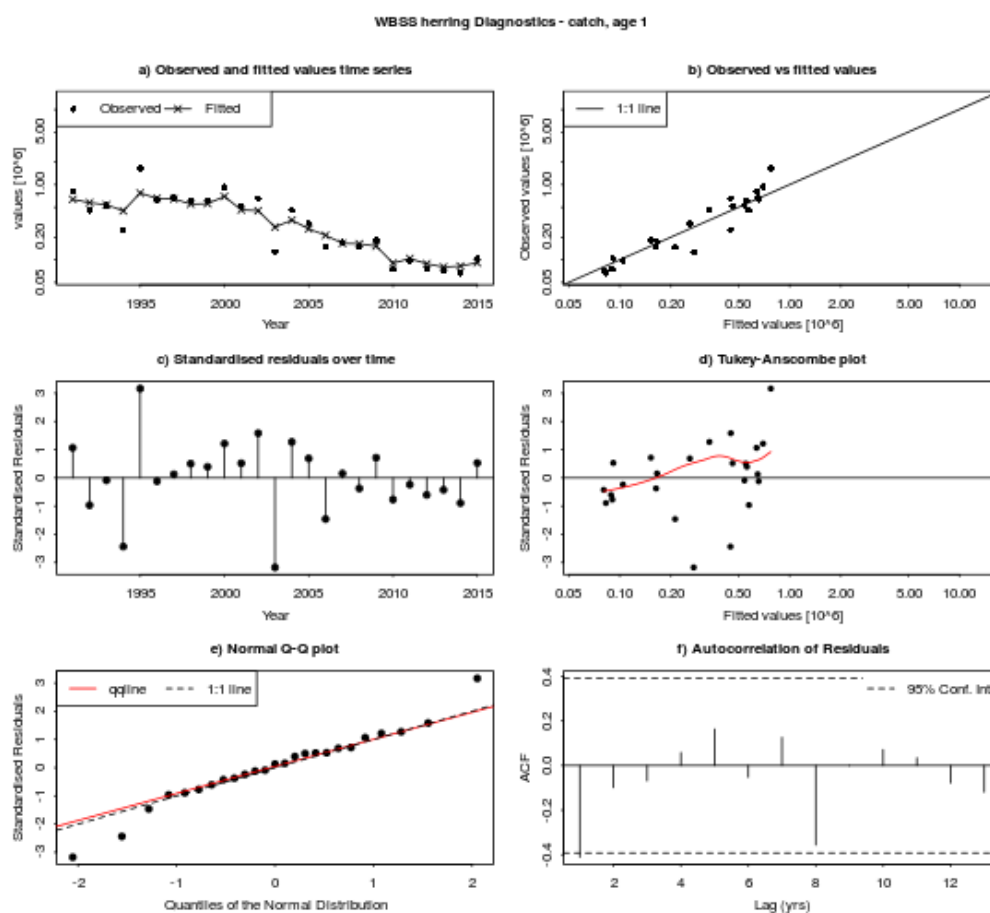 WBSS herring Diagnostics - catch, age 1
a) Observed and fitted values time series
Observed
Fitted
values [10^6]
5.00
1.00
0.20
0.05
1995
2000
2005
2010
2015
Year
b) Observed vs fitted values
1:1 line
Observed values [10^6]
5.00
1.00
0.20
0.05
0.05
0.10
0.20
0.50
1.00
2.00
5.00
10.00
Fitted values [10^6]
c) Standardised residuals over time
Standardised Residuals
3
2
1
0
-1
-2
-3
1995
2000
2005
2010
2015
Year
d) Tukey-Anscombe plot
Standardised Residuals
3
2
1
0
-1
-2
-3
0.05
0.10
0.20
0.50
1.00
2.00
5.00
10.00
Fitted values [10^6]
e) Normal Q-Q plot
qqline
1:1 line
Standardised Residuals
3
2
1
0
-1
-2
-3
-2
-1
0
1
2
Quantiles of the Normal Distribution
f) Autocorrelation of Residuals
95% Conf. Int
ACF
0.4
0.2
0.0
-0.2
-0.4
2
4
6
8
10
12
Lag (yrs)